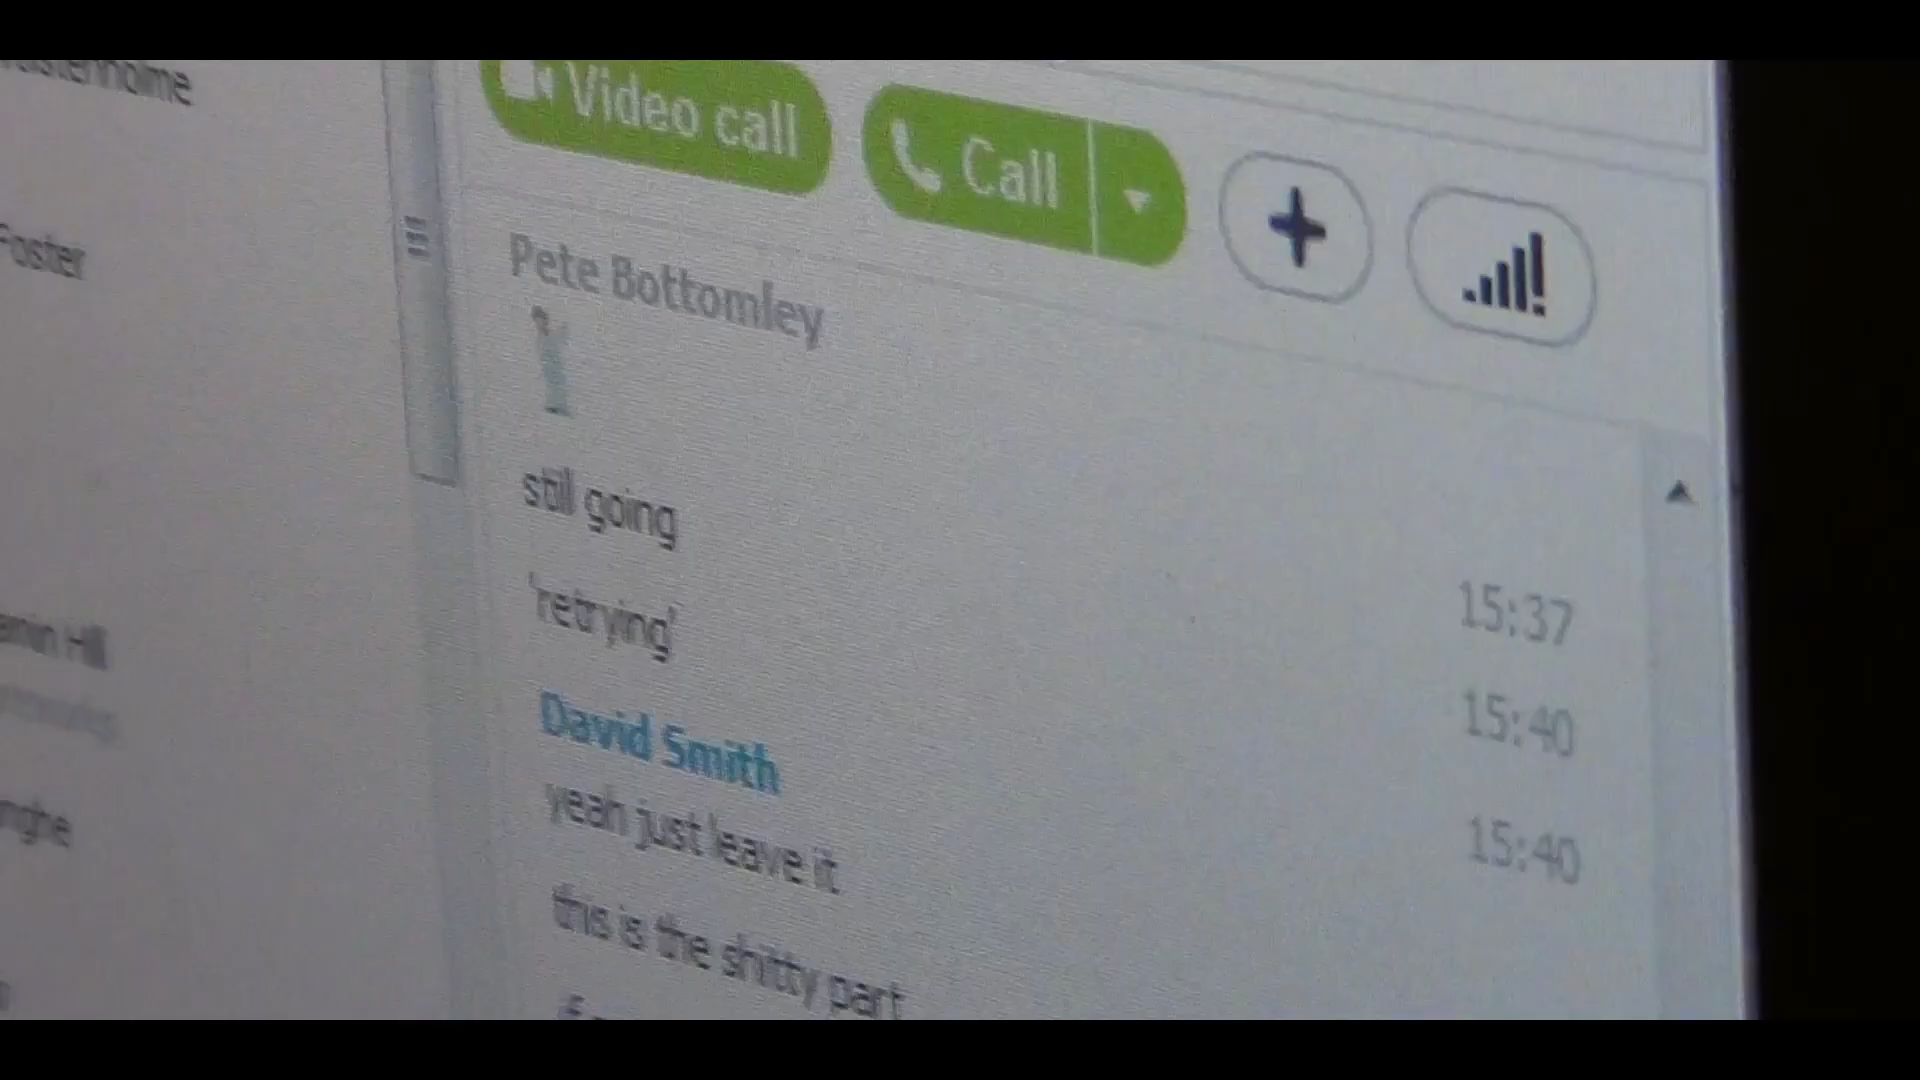 Video call
Call
Pete Bottomley
still going
15:37
'retrying'
15:40
David Smith
yeah just leave it
15:40
this is the shitty part
Foster
Hill